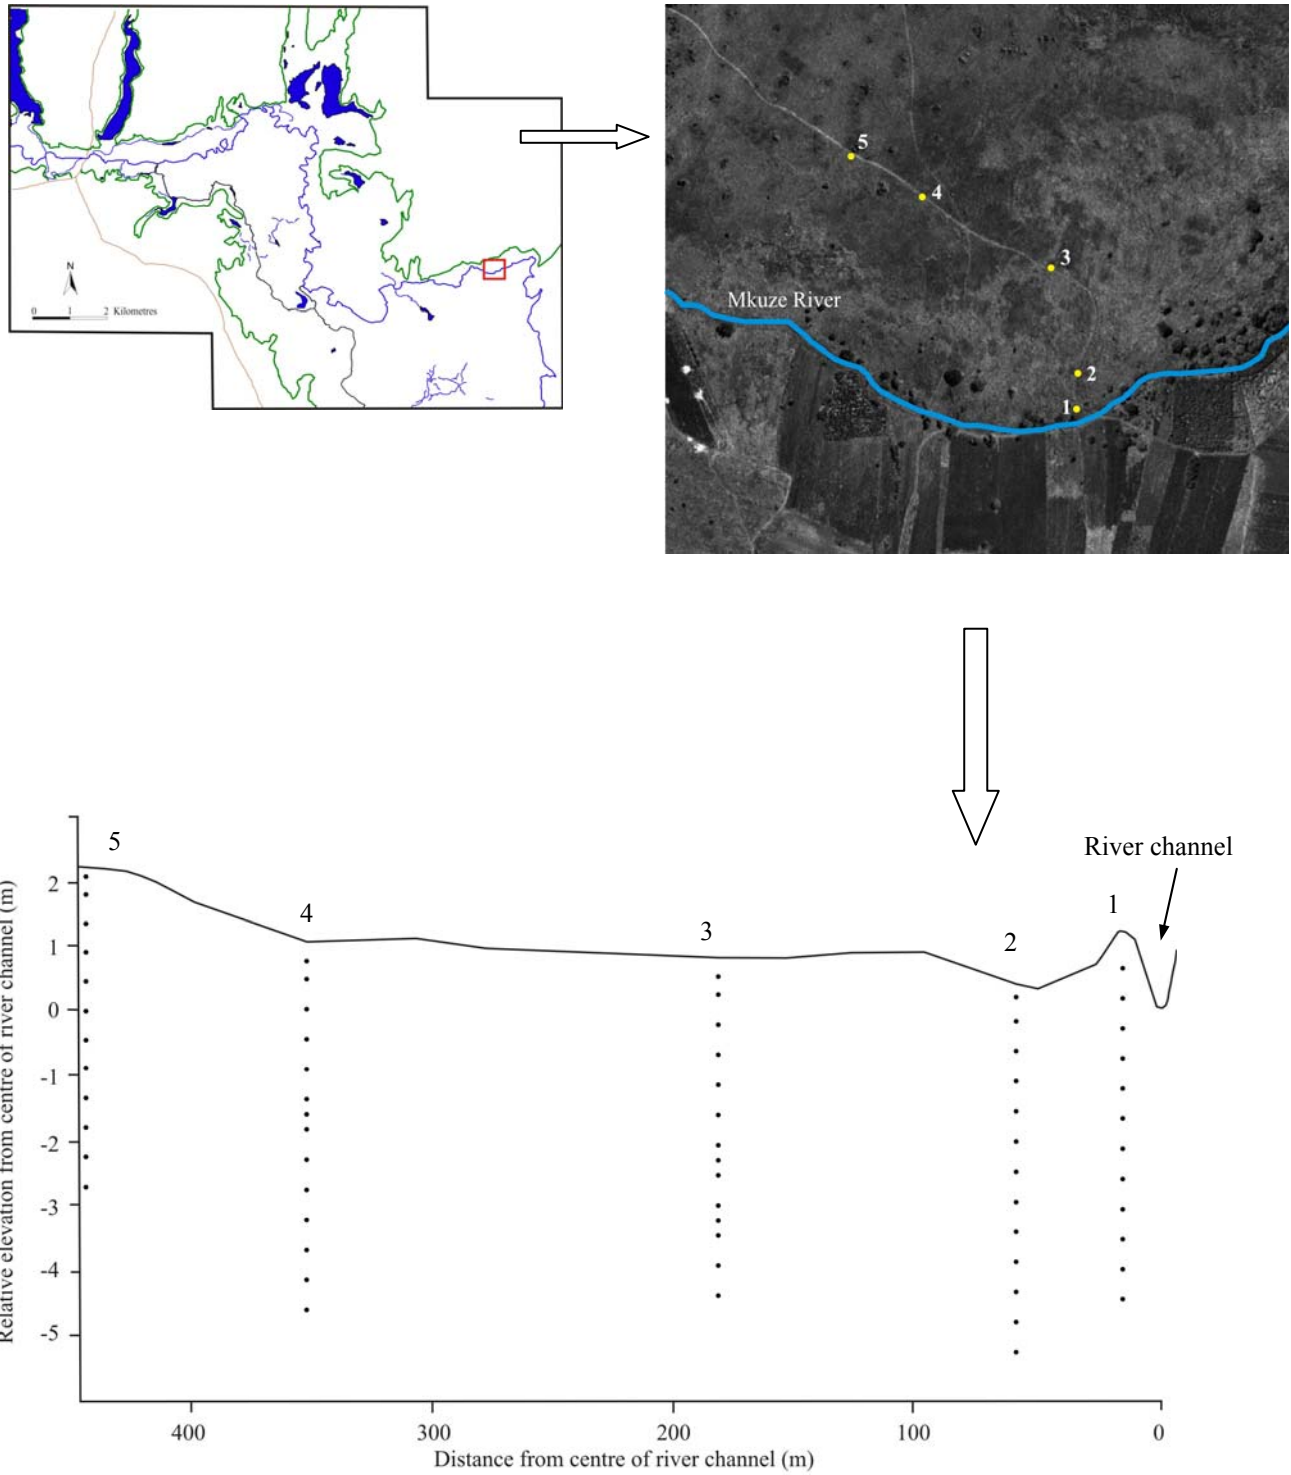 N
0 1 2 Kilometres
5
4
3
Mkuze River
2
1
5
River channel
4
3
2
1
Relative elevation from centre of river channel (m)
2
1
0
-1
-2
-3
-4
-5
400 300 200 100 0
Distance from centre of river channel (m)